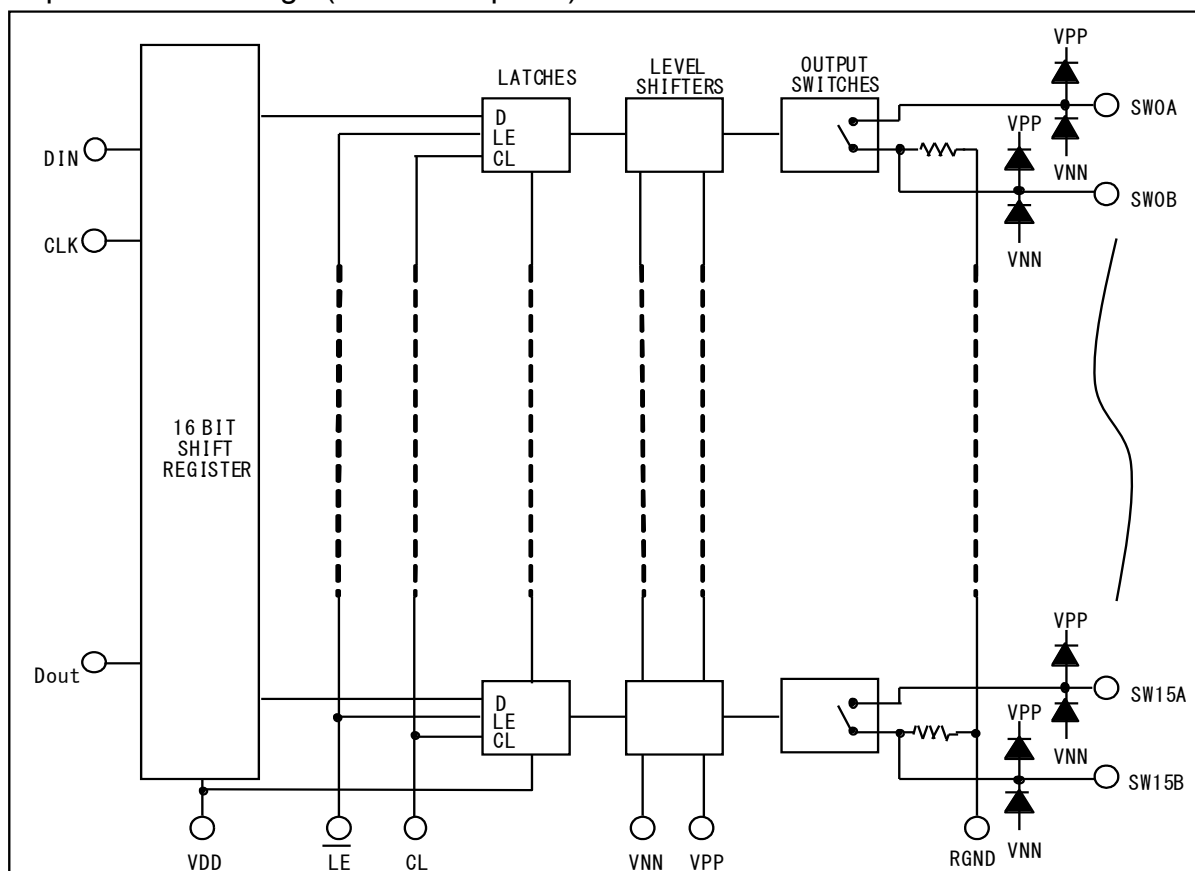 VPP
LATCHES
LEVEL
SHIFTERS
OUTPUT
SWITCHES
D
LE
CL
SW0A
VPP
VNN
SW0B
VNN
DIN
CLK
16 BIT
SHIFT
REGISTER
Dout
VPP
D
LE
CL
SW15A
VPP
VNN
SW15B
VDD
LE
CL
VNN
VPP
RGND
VNN